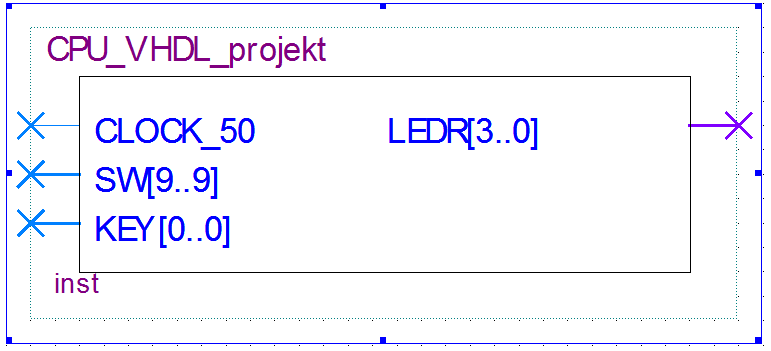 CPU_VHDL_projekt
CLOCK_50 LEDR[3..0]
SW[9..9]
KEY[0..0]
inst